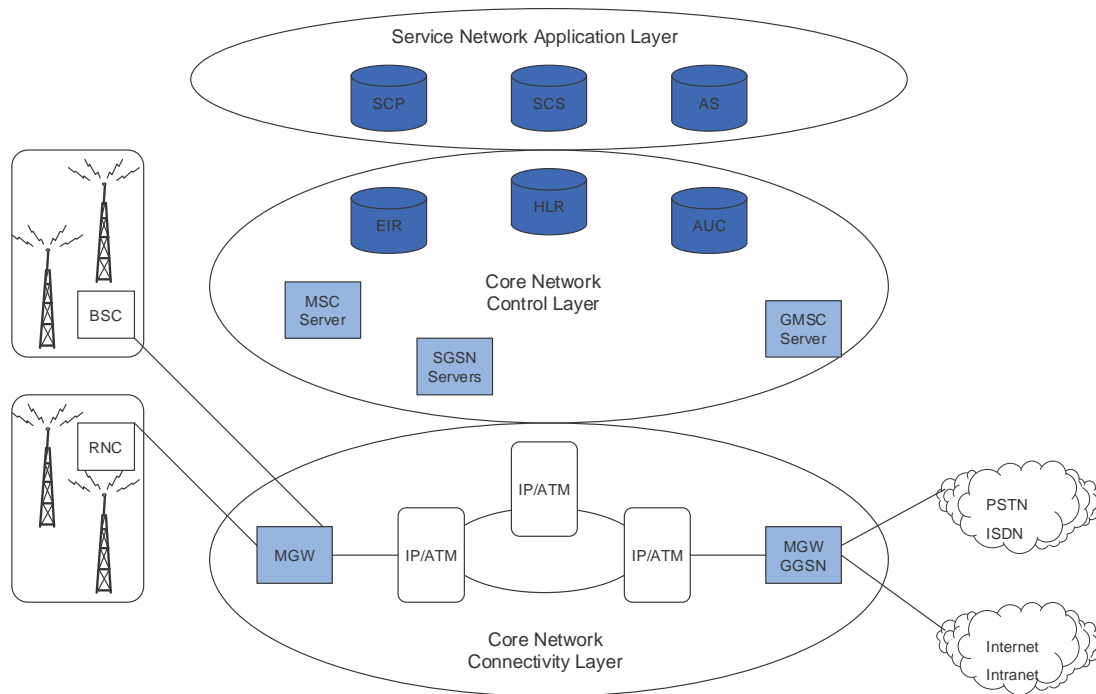 Service Network Application Layer
SCP
SCS
AS
EIR
HLR
AUC
Core Network
Control Layer
MSC
Server
SGSN
Servers
GMSC
Server
BSC
RNC
IP/ATM
MGW
IP/ATM
IP/ATM
MGW
GGSN
PSTN
ISDN
Core Network
Connectivity Layer
Internet
Intranet